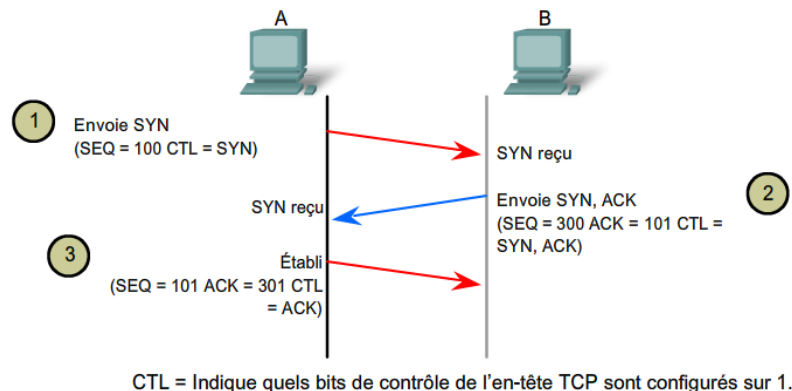 A
B
1
Envoie SYN
(SEQ = 100 CTL = SYN)
SYN reçu
2
Envoie SYN, ACK
(SEQ = 300 ACK = 101 CTL =
SYN, ACK)
SYN reçu
3
Établi
(SEQ = 101 ACK = 301 CTL
= ACK)
CTL = Indique quels bits de contrôle de l'en-tête TCP sont configurés sur 1.